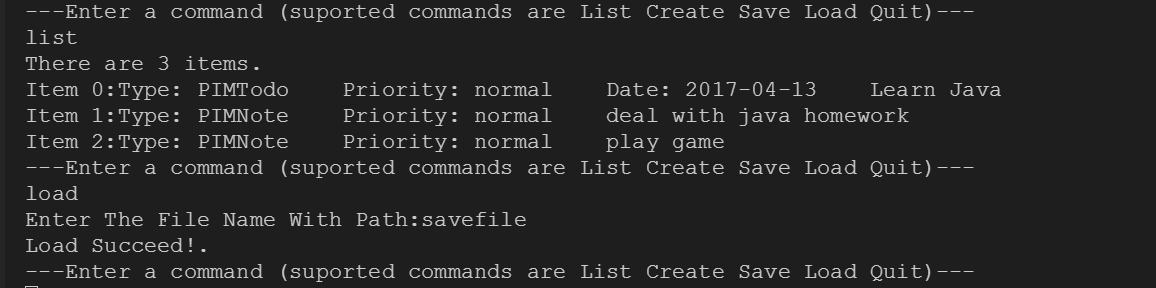 ---Enter a command (suported commands are List Create Save Load Quit)---
list
There are 3 items.
Item 0:Type: PIMTodo    Priority: normal    Date: 2017-04-13    Learn Java
Item 1:Type: PIMNote    Priority: normal    deal with java homework
Item 2:Type: PIMNote    Priority: normal    play game
---Enter a command (suported commands are List Create Save Load Quit)---
load
Enter The File Name With Path:savefile
Load Succeed!.
---Enter a command (suported commands are List Create Save Load Quit)---